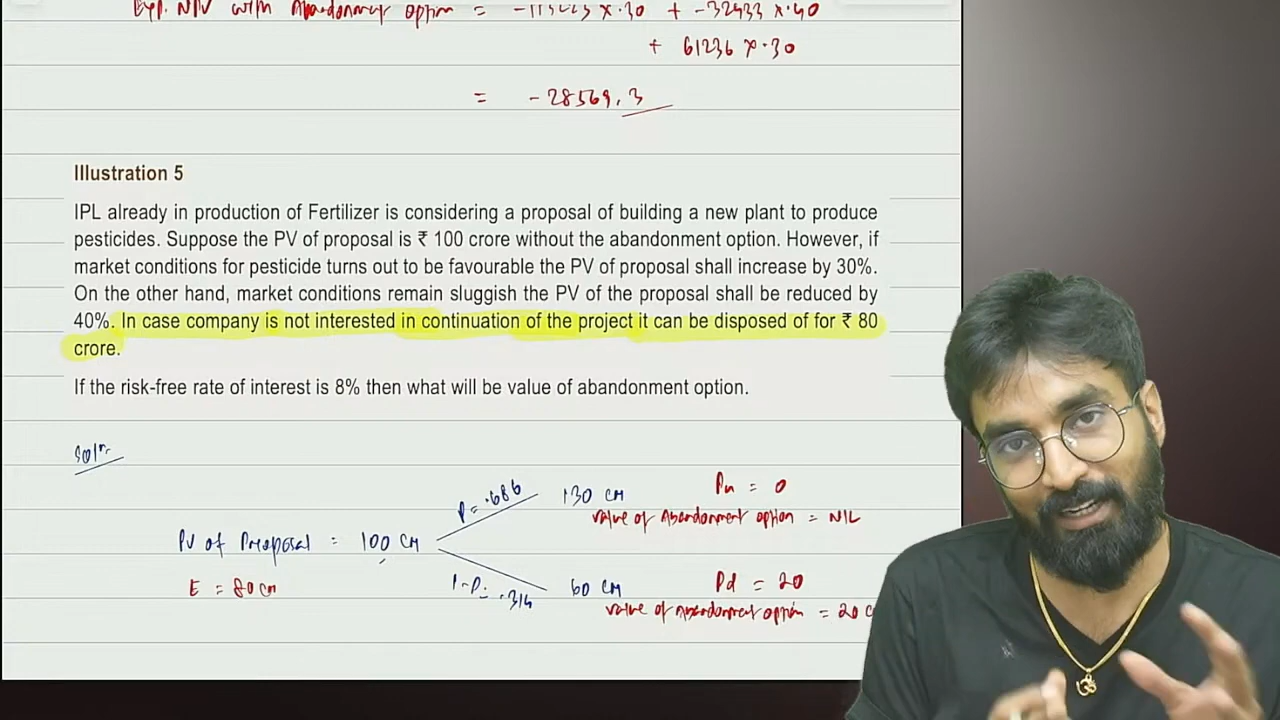 Exp. NPV with Abandonment option = -115223 x .30 + -32933 x .40
+ 61236 x .30
= -28569.3
Illustration 5
IPL already in production of Fertilizer is considering a proposal of building a new plant to produce
pesticides. Suppose the PV of proposal is ₹ 100 crore without the abandonment option. However, if
market conditions for pesticide turns out to be favourable the PV of proposal shall increase by 30%.
On the other hand, market conditions remain sluggish the PV of the proposal shall be reduced by
40%. In case company is not interested in continuation of the project it can be disposed of for ₹ 80
crore.
If the risk-free rate of interest is 8% then what will be value of abandonment option.
Soln.
P = .686
130 Cr
Pu = 0
value of Abandonment option = NIL
PV of Proposal = 100 Cr
E = 80 Cr
1-P = .314
60 Cr
Pd = 20
value of Abandonment option = 20 C